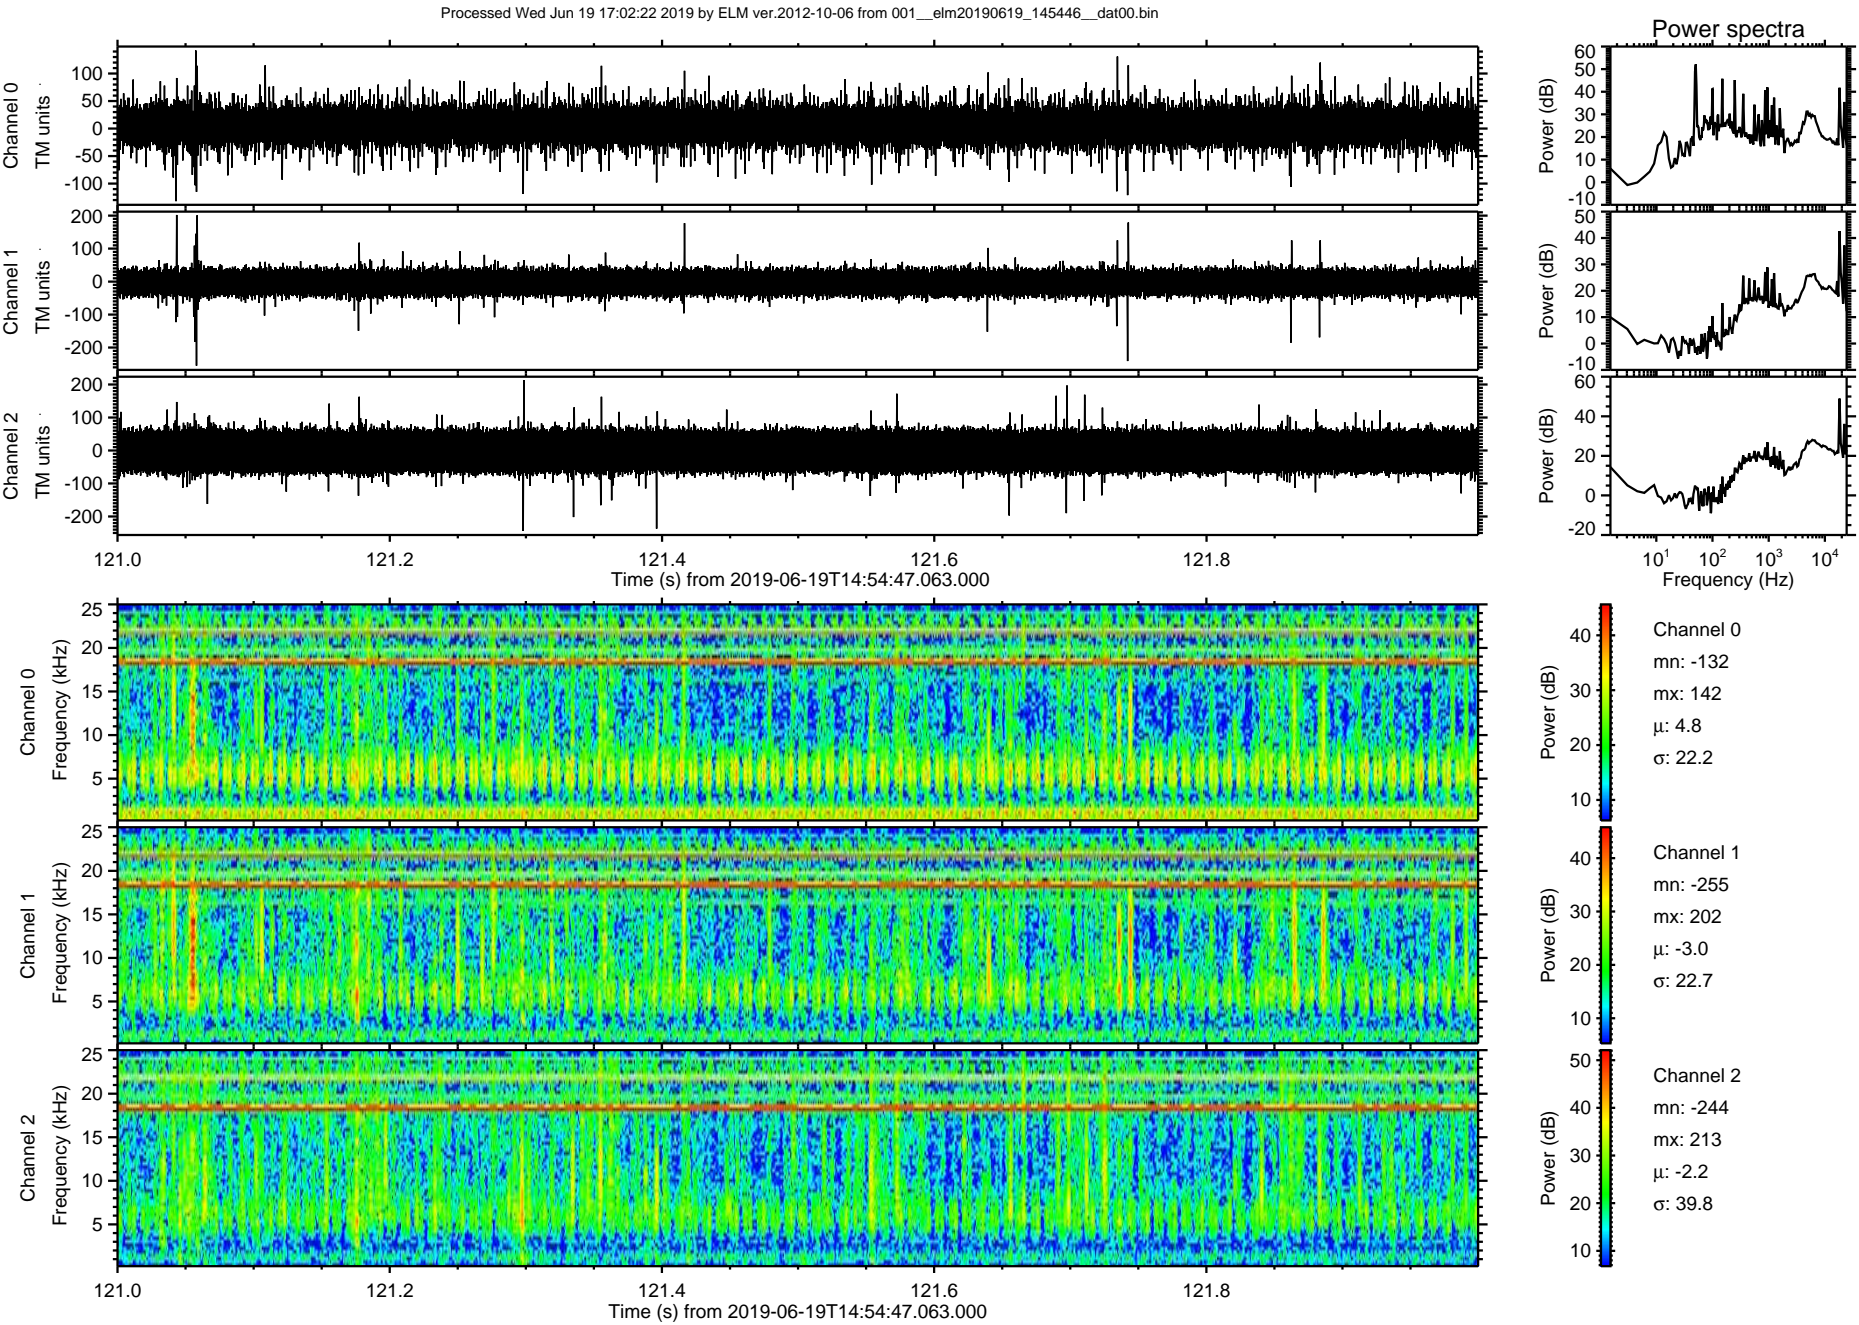 Processed Wed Jun 19 17:02:22 2019 by ELM ver.2012-10-06 from 001__elm20190619_145446__dat00.bin
Power spectra
Channel 0
TM units
100
50
0
-50
-100
Power (dB)
60
50
40
30
20
10
0
-10
Channel 1
TM units
200
100
0
-100
-200
Power (dB)
50
40
30
20
10
0
-10
Channel 2
TM units
200
100
0
-100
-200
Power (dB)
60
40
20
0
-20
121.0 121.2 121.4 121.6 121.8
Time (s) from 2019-06-19T14:54:47.063.000
10¹ 10² 10³ 10⁴
Frequency (Hz)
Channel 0
Frequency (kHz)
25
20
15
10
5
Power (dB)
40
30
20
10
Channel 0
mn: -132
mx: 142
μ: 4.8
σ: 22.2
Channel 1
Frequency (kHz)
25
20
15
10
5
Power (dB)
40
30
20
10
Channel 1
mn: -255
mx: 202
μ: -3.0
σ: 22.7
Channel 2
Frequency (kHz)
25
20
15
10
5
Power (dB)
50
40
30
20
10
Channel 2
mn: -244
mx: 213
μ: -2.2
σ: 39.8
121.0 121.2 121.4 121.6 121.8
Time (s) from 2019-06-19T14:54:47.063.000